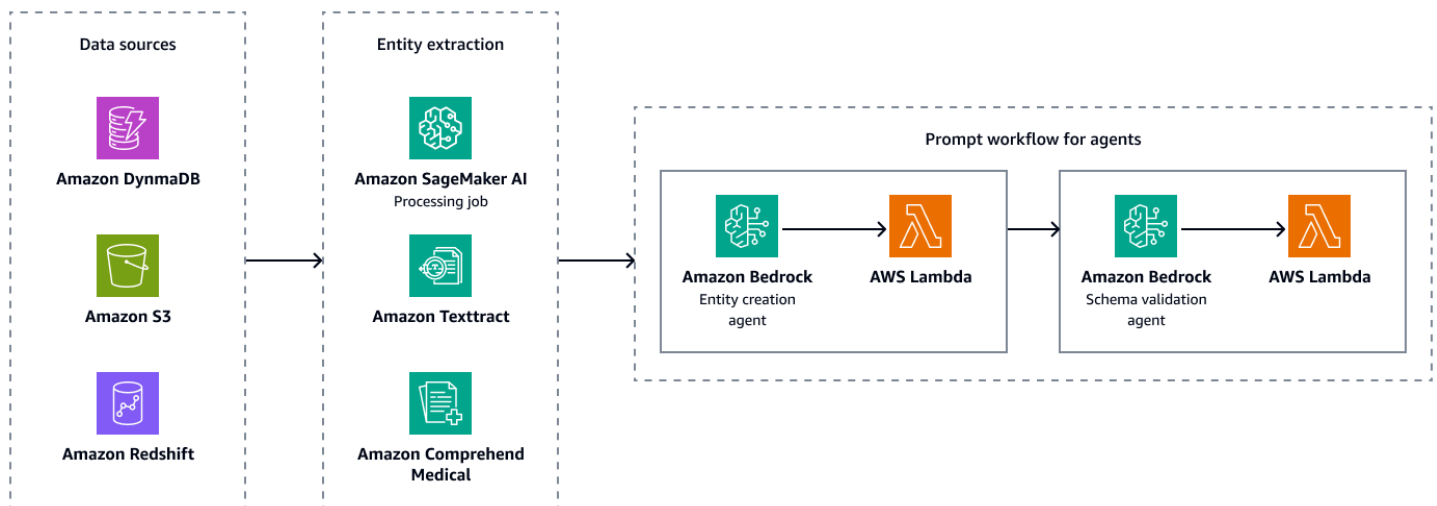 Data sources
Amazon DynmaDB
Amazon S3
Amazon Redshift
Entity extraction
Amazon SageMaker AI
Processing job
Amazon Texttract
Amazon Comprehend
Medical
Prompt workflow for agents
Amazon Bedrock
Entity creation
agent
AWS Lambda
Amazon Bedrock
Schema validation
agent
AWS Lambda